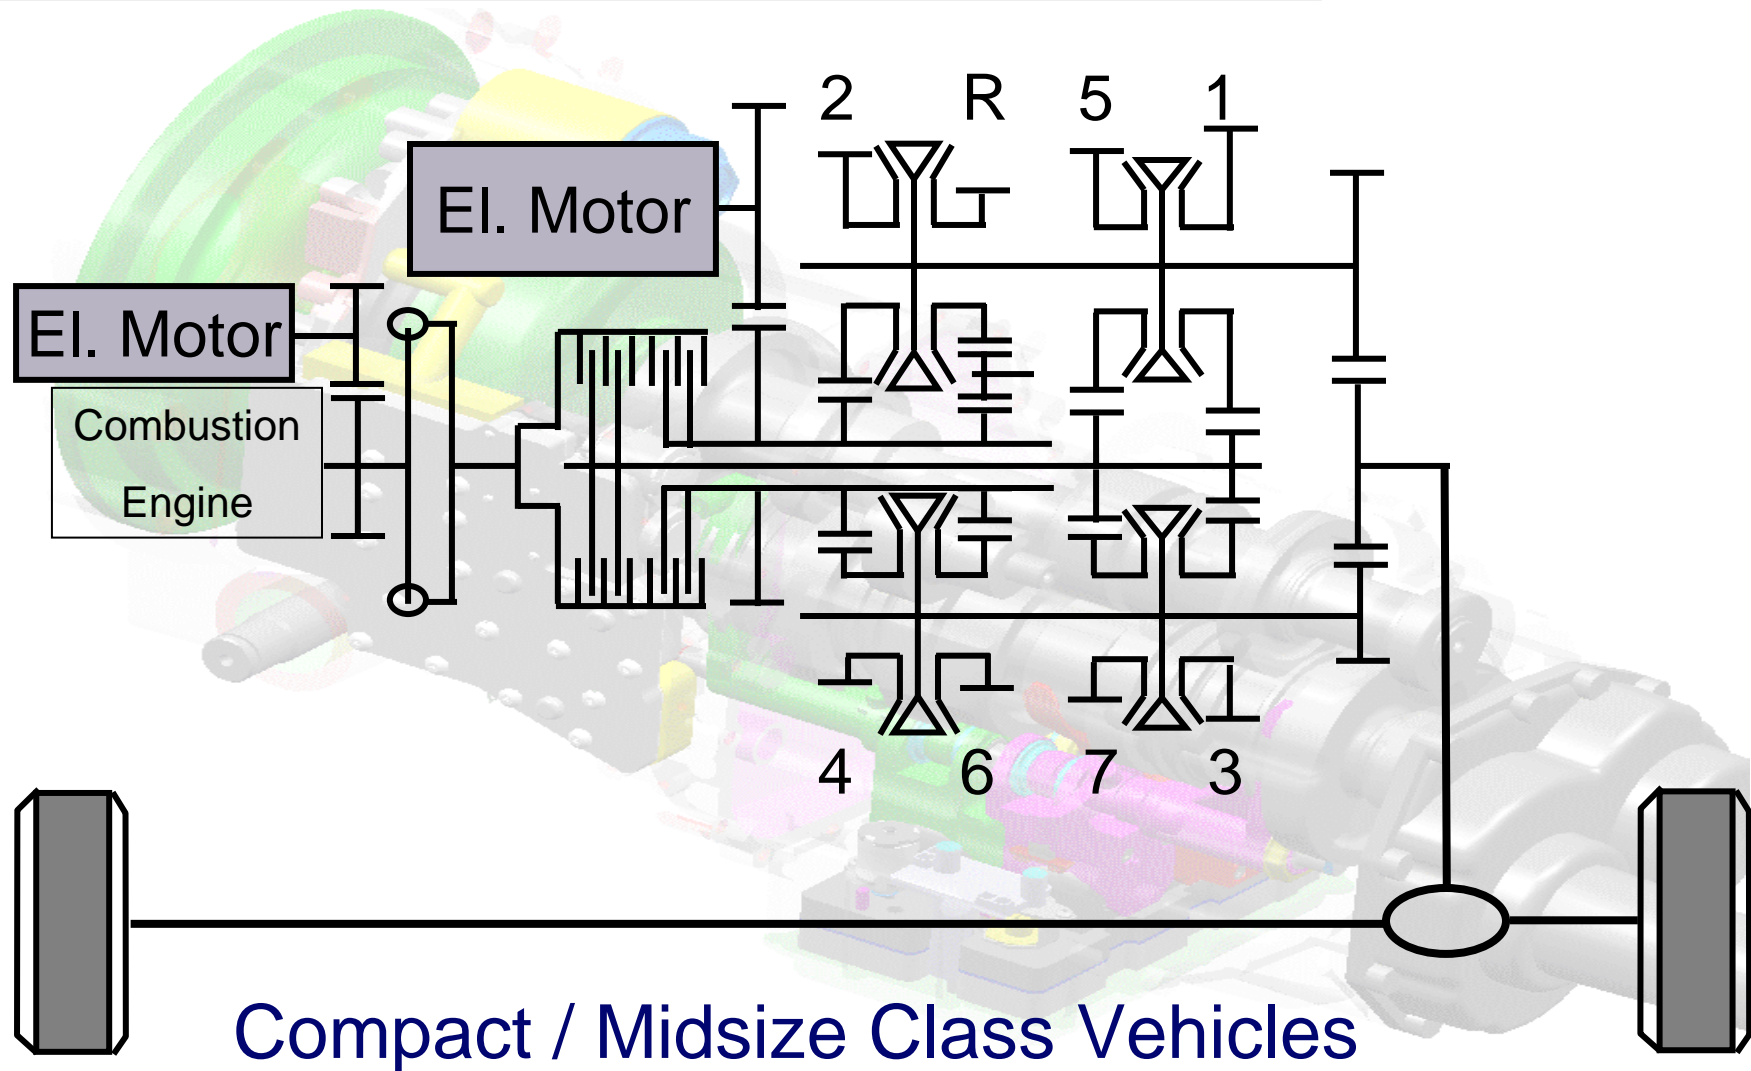 2 R 5 1
El. Motor
El. Motor
Combustion
Engine
4 6 7 3
Compact / Midsize Class Vehicles